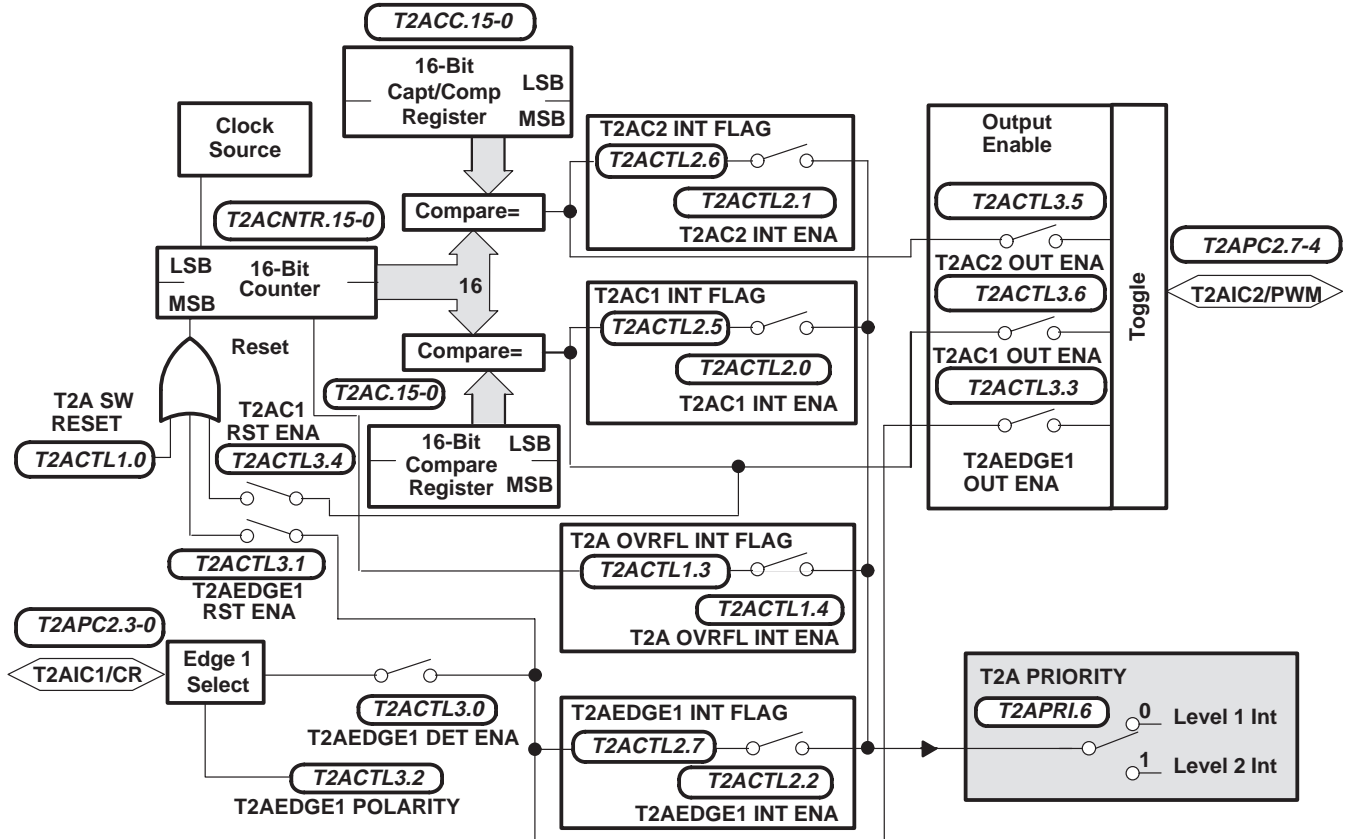 T2ACC.15-0
16-Bit
Capt/Comp
Register
LSB
MSB
Clock
Source
T2ACNTR.15-0
LSB
MSB
16-Bit
Counter
16
Compare=
Compare=
Reset
T2AC.15-0
16-Bit
Compare
Register
LSB
MSB
T2A SW
RESET
T2ACTL1.0
T2AC1
RST ENA
T2ACTL3.4
T2ACTL3.1
T2AEDGE1
RST ENA
T2APC2.3-0
T2AIC1/CR
Edge 1
Select
T2ACTL3.0
T2AEDGE1 DET ENA
T2ACTL3.2
T2AEDGE1 POLARITY
T2AC2 INT FLAG
T2ACTL2.6
T2ACTL2.1
T2AC2 INT ENA
T2AC1 INT FLAG
T2ACTL2.5
T2ACTL2.0
T2AC1 INT ENA
T2A OVRFL INT FLAG
T2ACTL1.3
T2ACTL1.4
T2A OVRFL INT ENA
T2AEDGE1 INT FLAG
T2ACTL2.7
T2ACTL2.2
T2AEDGE1 INT ENA
Output
Enable
T2ACTL3.5
T2AC2 OUT ENA
T2ACTL3.6
T2AC1 OUT ENA
T2ACTL3.3
T2AEDGE1
OUT ENA
Toggle
T2APC2.7-4
T2AIC2/PWM
T2A PRIORITY
T2APRI.6
0
Level 1 Int
1
Level 2 Int